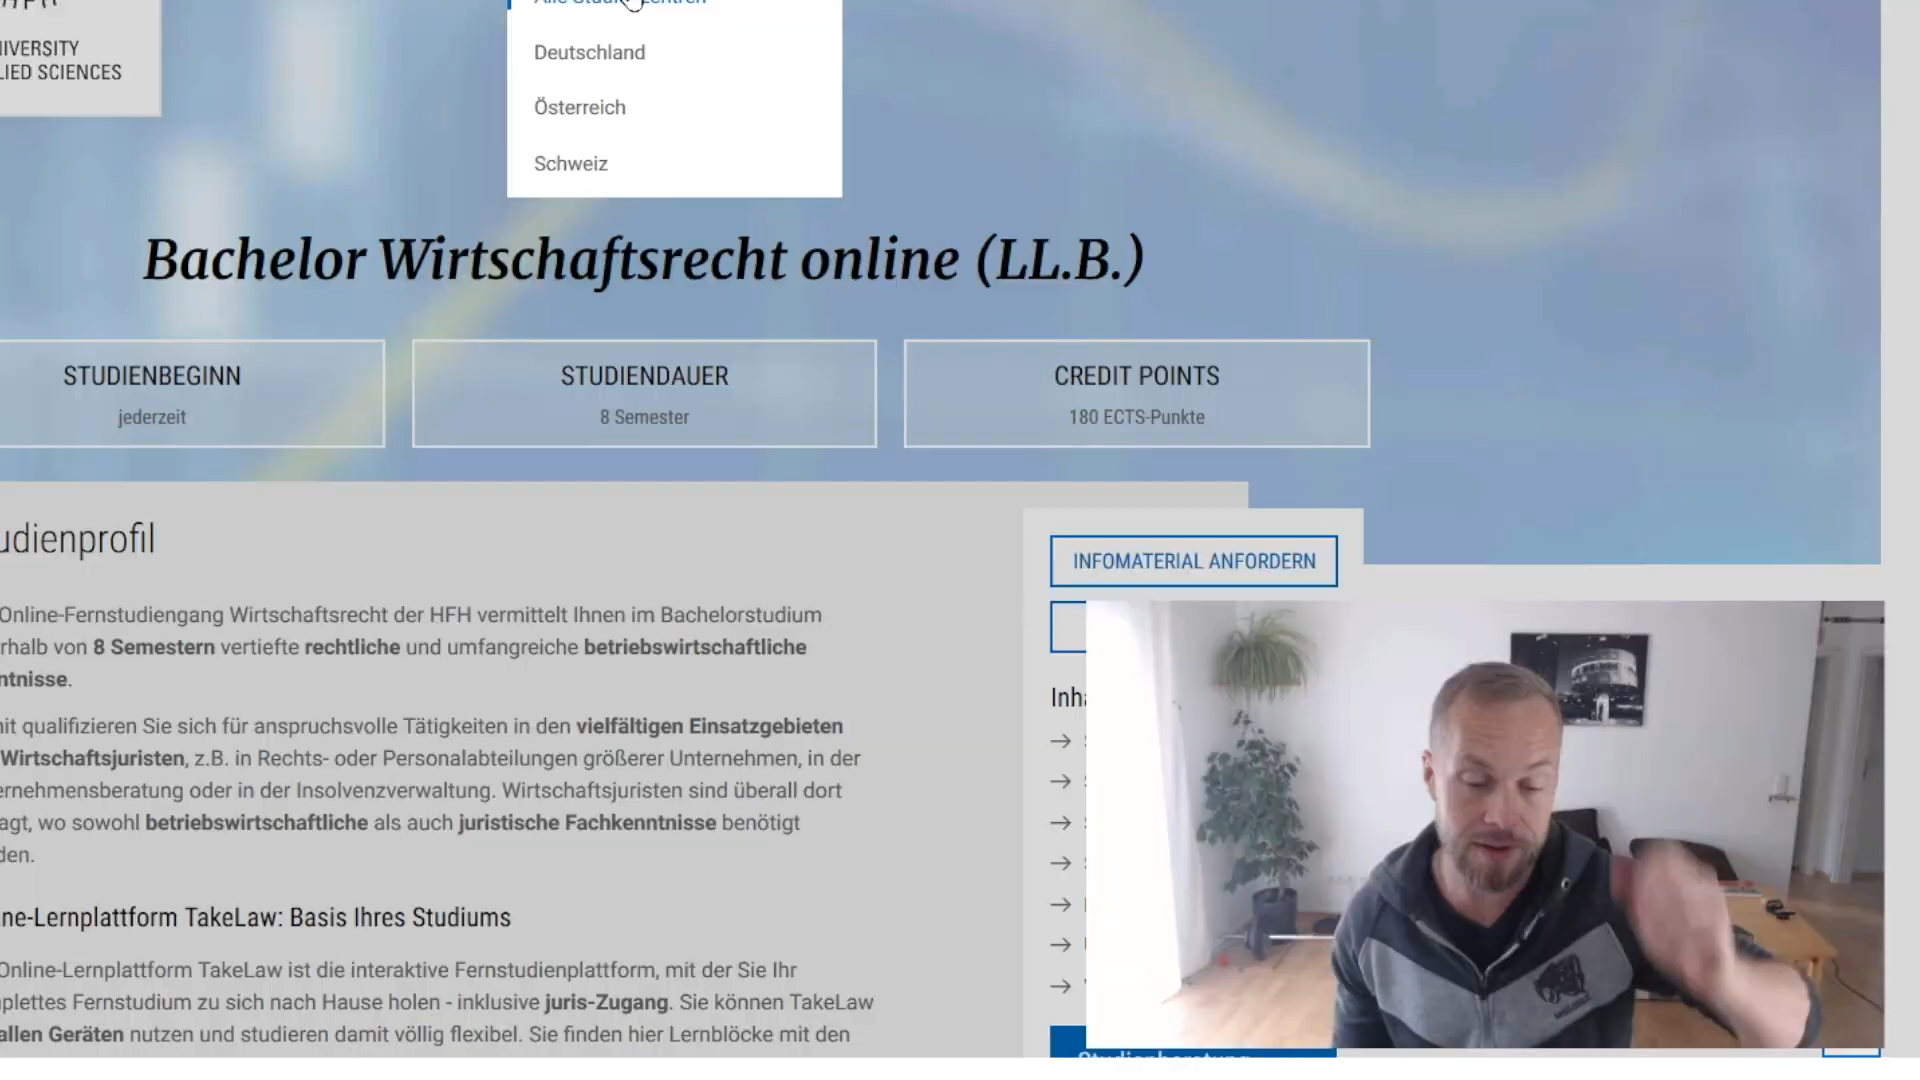 Alle Studienzentren
Deutschland
IVERSITY
LIED SCIENCES
Österreich
Schweiz
Bachelor Wirtschaftsrecht online (LL.B.)
STUDIENBEGINN
jederzeit
STUDIENDAUER
8 Semester
CREDIT POINTS
180 ECTS-Punkte
udienprofil
INFOMATERIAL ANFORDERN
Online-Fernstudiengang Wirtschaftsrecht der HFH vermittelt Ihnen im Bachelorstudium
rhalb von 8 Semestern vertiefte rechtliche und umfangreiche betriebswirtschaftliche
ntnisse.
Inha
it qualifizieren Sie sich für anspruchsvolle Tätigkeiten in den vielfältigen Einsatzgebieten
Wirtschaftsjuristen, z.B. in Rechts- oder Personalabteilungen größerer Unternehmen, in der
ernehmensberatung oder in der Insolvenzverwaltung. Wirtschaftsjuristen sind überall dort
agt, wo sowohl betriebswirtschaftliche als auch juristische Fachkenntnisse benötigt
den.
ne-Lernplattform TakeLaw: Basis Ihres Studiums
Online-Lernplattform TakeLaw ist die interaktive Fernstudienplattform, mit der Sie Ihr
plettes Fernstudium zu sich nach Hause holen - inklusive juris-Zugang. Sie können TakeLaw
allen Geräten nutzen und studieren damit völlig flexibel. Sie finden hier Lernblöcke mit den
Studienberatung